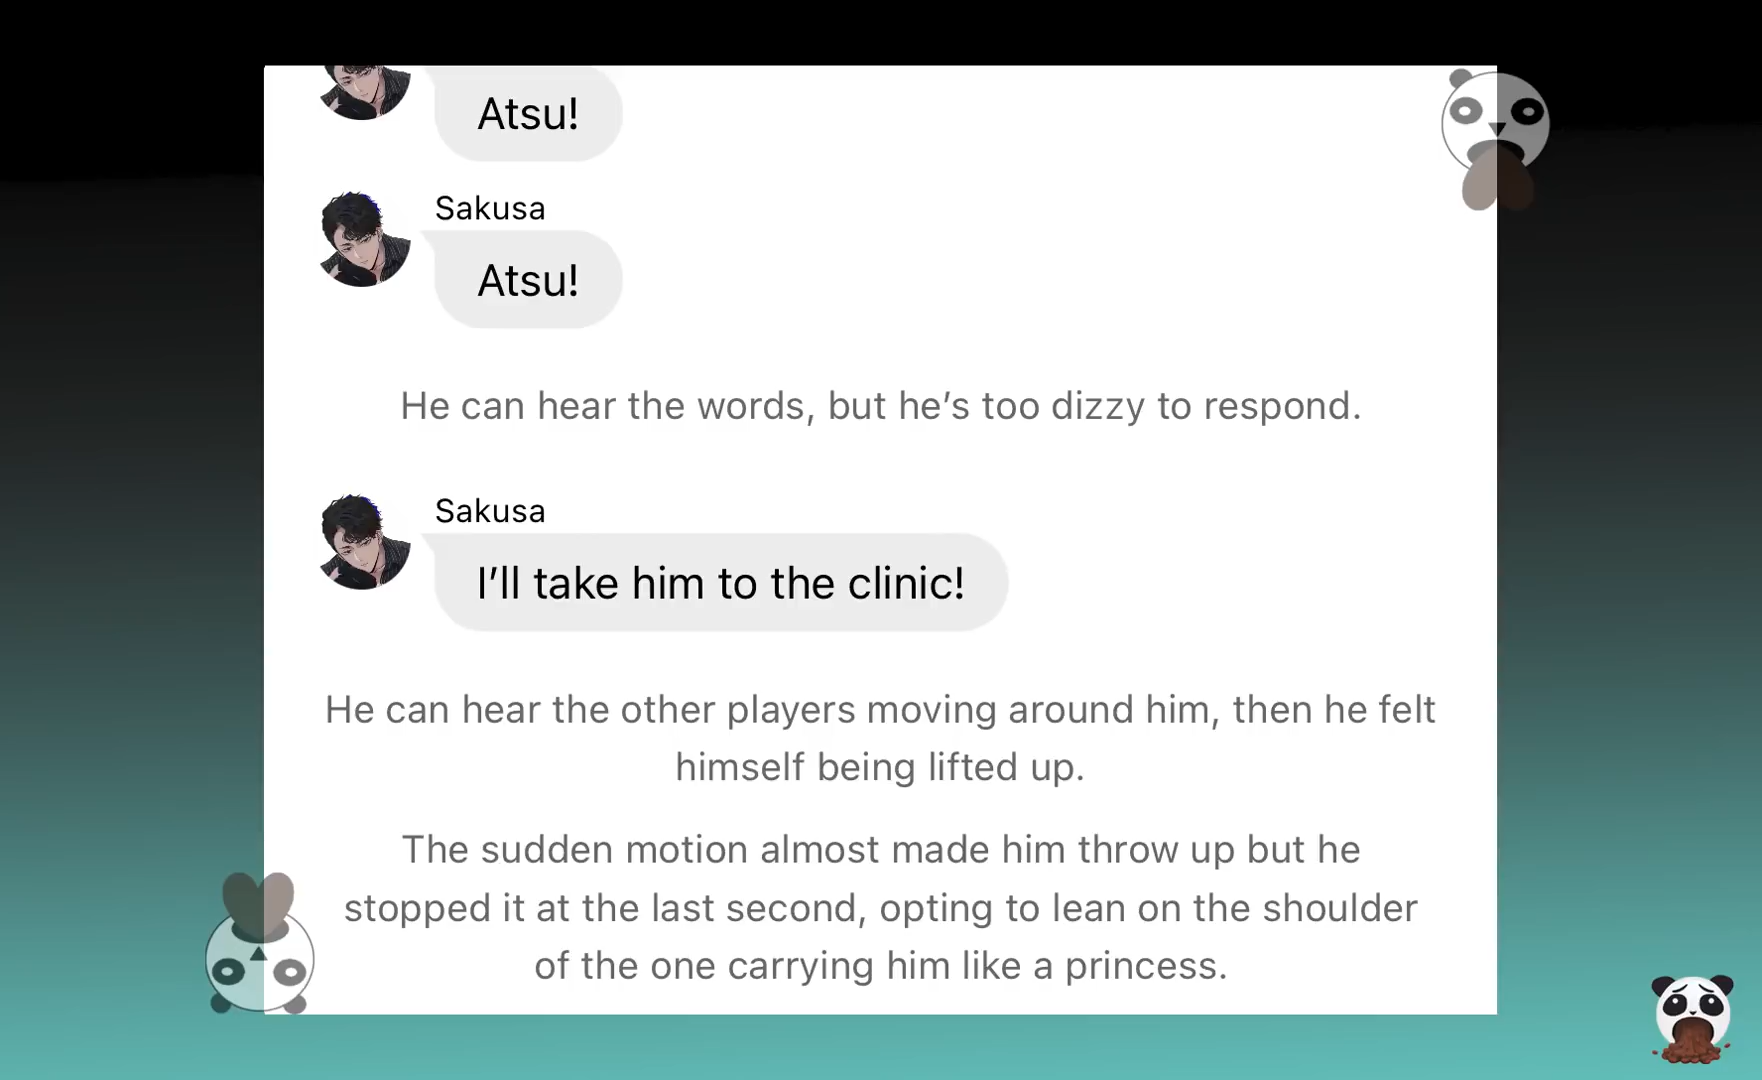 Atsu!
Sakusa
Atsu!
He can hear the words, but he’s too dizzy to respond.
Sakusa
I’ll take him to the clinic!
He can hear the other players moving around him, then he felt
himself being lifted up.
The sudden motion almost made him throw up but he
stopped it at the last second, opting to lean on the shoulder
of the one carrying him like a princess.